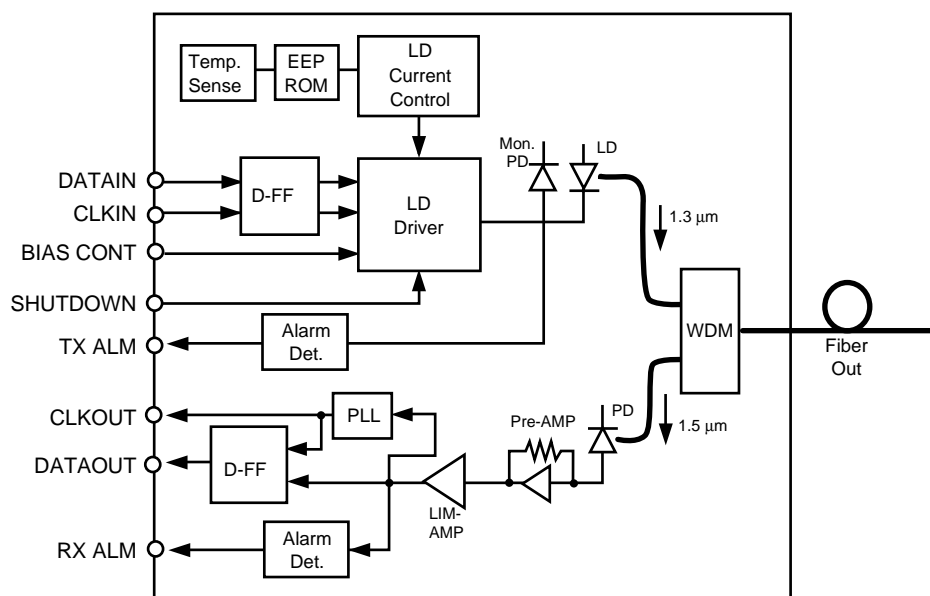 Temp.
Sense
EEP
ROM
LD
Current
Control
Mon.
PD
LD
DATAIN
CLKIN
D-FF
LD
Driver
1.3 μm
BIAS CONT
SHUTDOWN
WDM
TX ALM
Alarm
Det.
Fiber
Out
CLKOUT
PLL
Pre-AMP
PD
1.5 μm
DATAOUT
D-FF
LIM-
AMP
RX ALM
Alarm
Det.